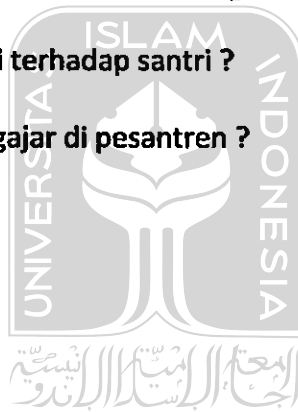 i terhadap santri ?
gajar di pesantren ?
ISLAM
UNIVERSITAS
INDONESIA